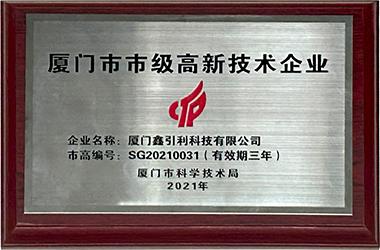 厦门市市级高新技术企业
企业名称：厦门鑫引利科技有限公司
市高编号：SG20210031（有效期三年）
厦门市科学技术局
2021年